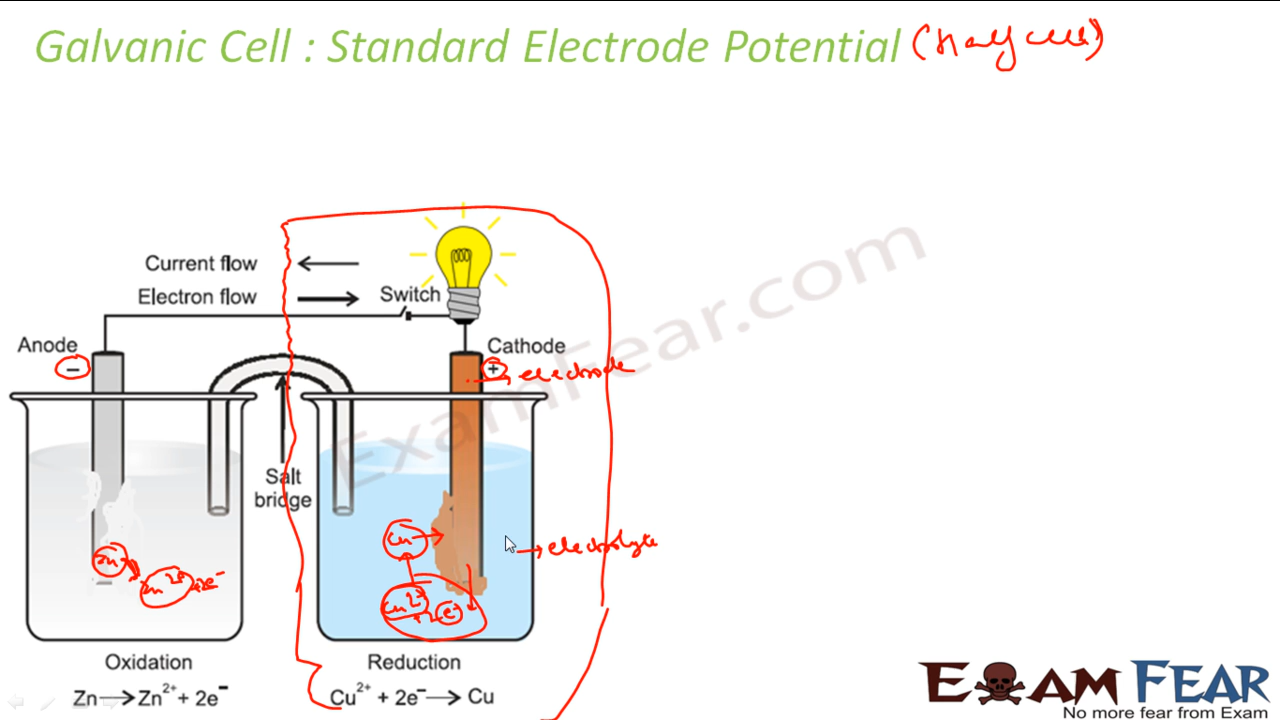 Galvanic Cell : Standard Electrode Potential (half cell)
Current flow
Electron flow
Switch
Anode
−
Cathode
+
electrode
Salt
bridge
ExamFear.com
Cu
electrolyte
Zn
Zn2+ + 2e−
Cu2+
+2e−
Oxidation
Reduction
Zn → Zn2+ + 2e−
Cu2+ + 2e− → Cu
EXAM FEAR
No more fear from Exam